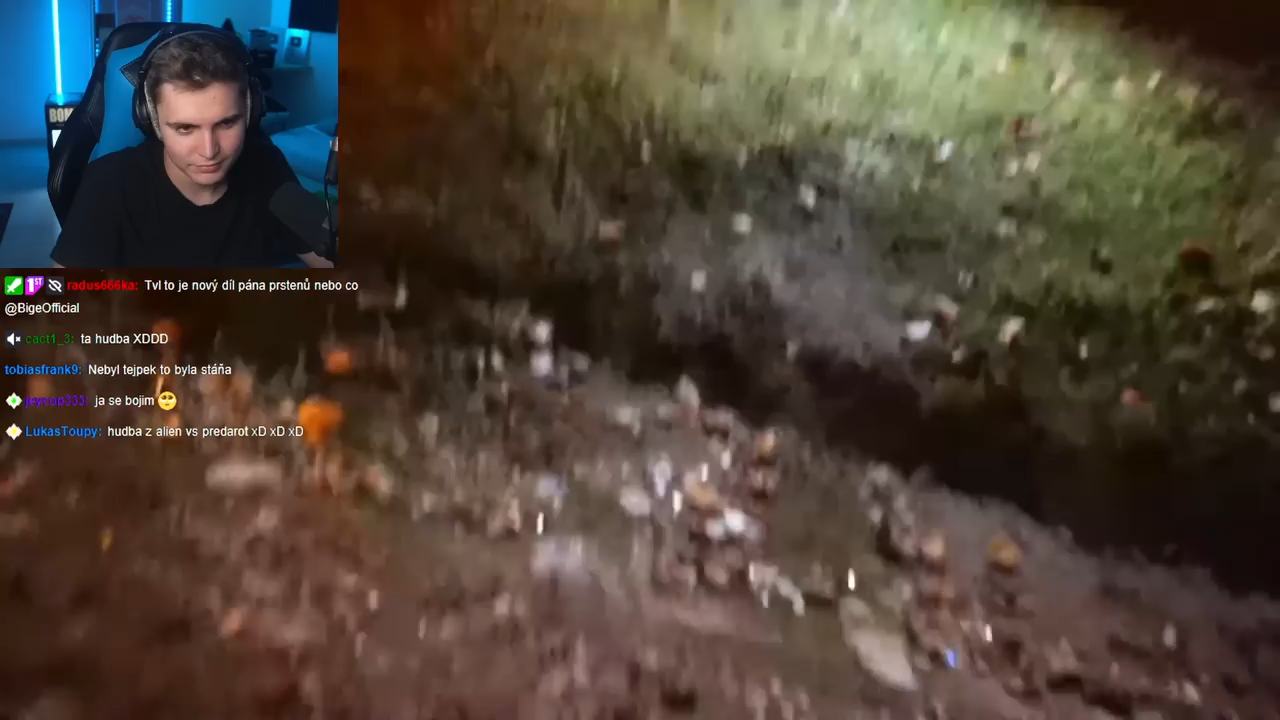 BO
radus666ka: Tvl to je nový díl pána prstenů nebo co
@BigeOfficial
cact1_3: ta hudba XDDD
tobiasfrank9: Nebyl tejpek to byla stáňa
ja se bojim
LukasToupy: hudba z alien vs predarot xD xD xD